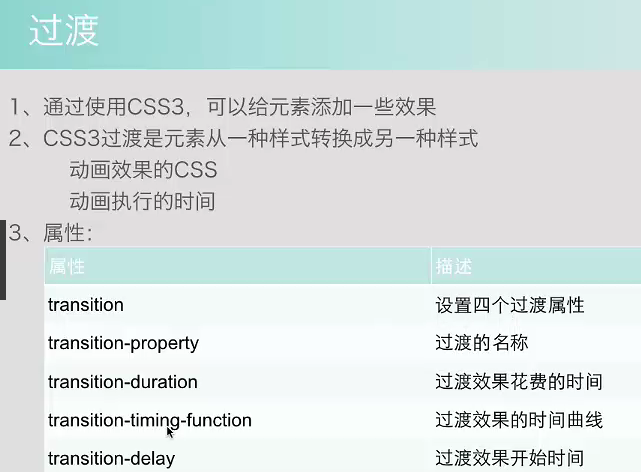 过渡
1、通过使用CSS3，可以给元素添加一些效果
2、CSS3过渡是元素从一种样式转换成另一种样式
动画效果的CSS
动画执行的时间
3、属性：
属性 描述
transition 设置四个过渡属性
transition-property 过渡的名称
transition-duration 过渡效果花费的时间
transition-timing-function 过渡效果的时间曲线
transition-delay 过渡效果开始时间